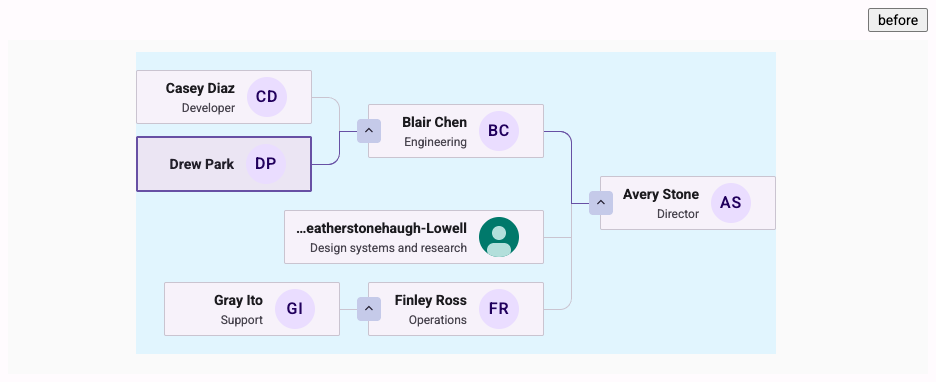 before
Casey Diaz
Developer
CD
Drew Park
DP
Blair Chen
Engineering
BC
Avery Stone
Director
AS
…eatherstonehaugh-Lowell
Design systems and research
Gray Ito
Support
GI
Finley Ross
Operations
FR